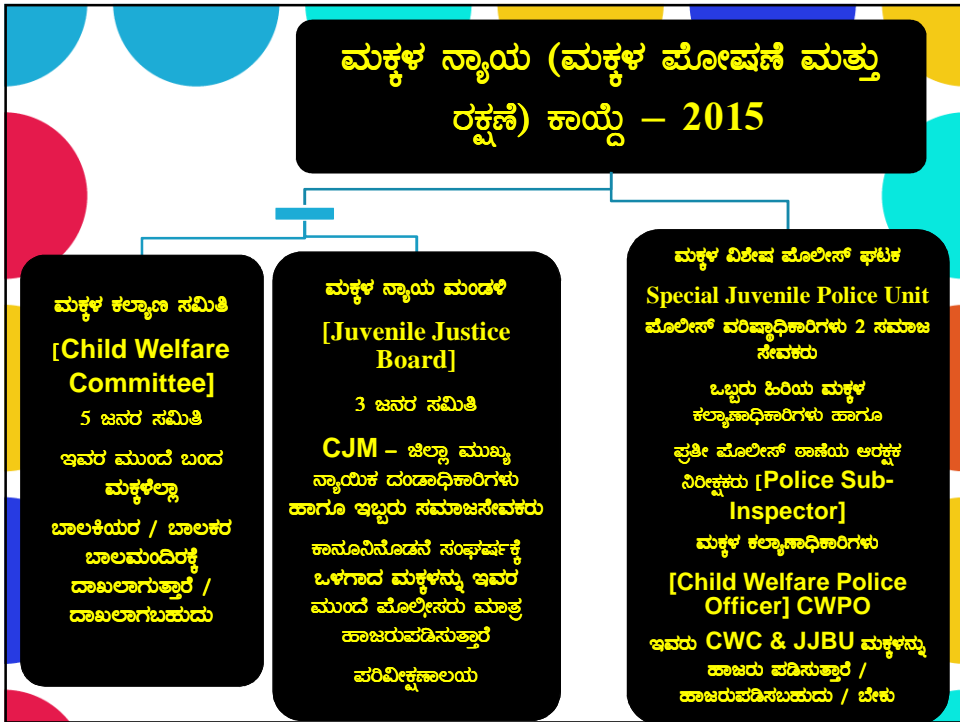 ಮಕ್ಕಳ ನ್ಯಾಯ (ಮಕ್ಕಳ ಪೋಷಣೆ ಮತ್ತು
ರಕ್ಷಣೆ) ಕಾಯ್ದೆ – 2015
ಮಕ್ಕಳ ಕಲ್ಯಾಣ ಸಮಿತಿ
[Child Welfare
Committee]
5 ಜನರ ಸಮಿತಿ
ಇವರ ಮುಂದೆ ಬಂದ
ಮಕ್ಕಳೆಲ್ಲಾ
ಬಾಲಕಿಯರ / ಬಾಲಕರ
ಬಾಲಮಂದಿರಕ್ಕೆ
ದಾಖಲಾಗುತ್ತಾರೆ /
ದಾಖಲಾಗಬಹುದು
ಮಕ್ಕಳ ನ್ಯಾಯ ಮಂಡಳಿ
[Juvenile Justice
Board]
3 ಜನರ ಸಮಿತಿ
CJM – ಜಿಲ್ಲಾ ಮುಖ್ಯ
ನ್ಯಾಯಿಕ ದಂಡಾಧಿಕಾರಿಗಳು
ಹಾಗೂ ಇಬ್ಬರು ಸಮಾಜಸೇವಕರು
ಕಾನೂನಿನೊಡನೆ ಸಂಘರ್ಷಕ್ಕೆ
ಒಳಗಾದ ಮಕ್ಕಳನ್ನು ಇವರ
ಮುಂದೆ ಪೊಲೀಸರು ಮಾತ್ರ
ಹಾಜರುಪಡಿಸುತ್ತಾರೆ
ಪರಿವೀಕ್ಷಣಾಲಯ
ಮಕ್ಕಳ ವಿಶೇಷ ಪೊಲೀಸ್ ಘಟಕ
Special Juvenile Police Unit
ಪೊಲೀಸ್ ವರಿಷ್ಠಾಧಿಕಾರಿಗಳು 2 ಸಮಾಜ
ಸೇವಕರು
ಒಬ್ಬರು ಹಿರಿಯ ಮಕ್ಕಳ
ಕಲ್ಯಾಣಾಧಿಕಾರಿಗಳು ಹಾಗೂ
ಪ್ರತೀ ಪೊಲೀಸ್ ಠಾಣೆಯ ಆರಕ್ಷಕ
ನಿರೀಕ್ಷಕರು [Police Sub-
Inspector]
ಮಕ್ಕಳ ಕಲ್ಯಾಣಾಧಿಕಾರಿಗಳು
[Child Welfare Police
Officer] CWPO
ಇವರು CWC & JJBU ಮಕ್ಕಳನ್ನು
ಹಾಜರು ಪಡಿಸುತ್ತಾರೆ /
ಹಾಜರುಪಡಿಸಬಹುದು / ಬೇಕು